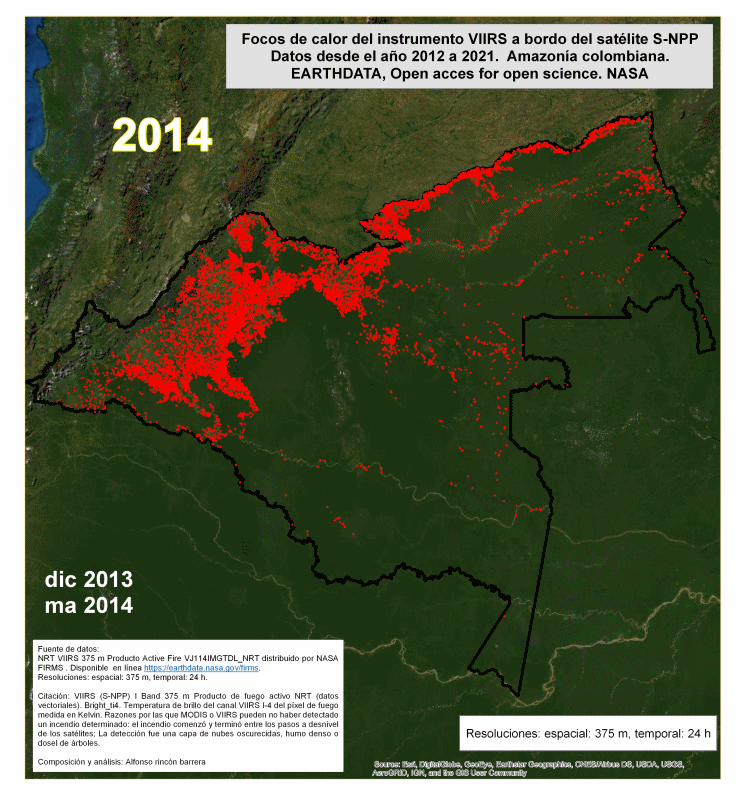 Focos de calor del instrumento VIIRS a bordo del satélite S-NPP
Datos desde el año 2012 a 2021. Amazonía colombiana.
EARTHDATA, Open acces for open science. NASA
2014
dic 2013
ma 2014
Fuente de datos:
NRT VIIRS 375 m Producto Active Fire VJ114IMGTDL_NRT distribuido por NASA
FIRMS . Disponible en línea https://earthdata.nasa.gov/firms.
Resoluciones: espacial: 375 m, temporal: 24 h.
Citación: VIIRS (S-NPP) I Band 375 m Producto de fuego activo NRT (datos
vectoriales). Bright_ti4. Temperatura de brillo del canal VIIRS I-4 del píxel de fuego
medida en Kelvin. Razones por las que MODIS o VIIRS pueden no haber detectado
un incendio determinado: el incendio comenzó y terminó entre los pasos a desnivel
de los satélites; La detección fue una capa de nubes oscurecidas, humo denso o
dosel de árboles.
Composición y análisis: Alfonso rincón barrera
Resoluciones: espacial: 375 m, temporal: 24 h
Source: Esri, DigitalGlobe, GeoEye, Earthstar Geographics, CNES/Airbus DS, USDA, USGS,
AeroGRID, IGN, and the GIS User Community